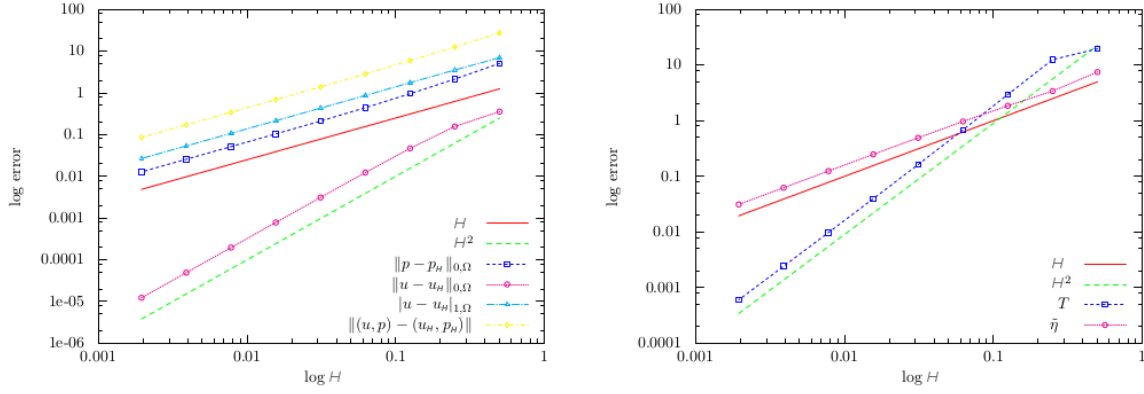 100
10
1
0.1
0.01
0.001
0.0001
1e-05
1e-06
log error
0.001
0.01
0.1
1
log H
H
H²
‖p − p_H‖₀,Ω
‖u − u_H‖₀,Ω
|u − u_H|₁,Ω
‖(u, p) − (u_H, p_H)‖
100
10
1
0.1
0.01
0.001
0.0001
log error
0.001
0.01
0.1
1
log H
H
H²
T
η̃